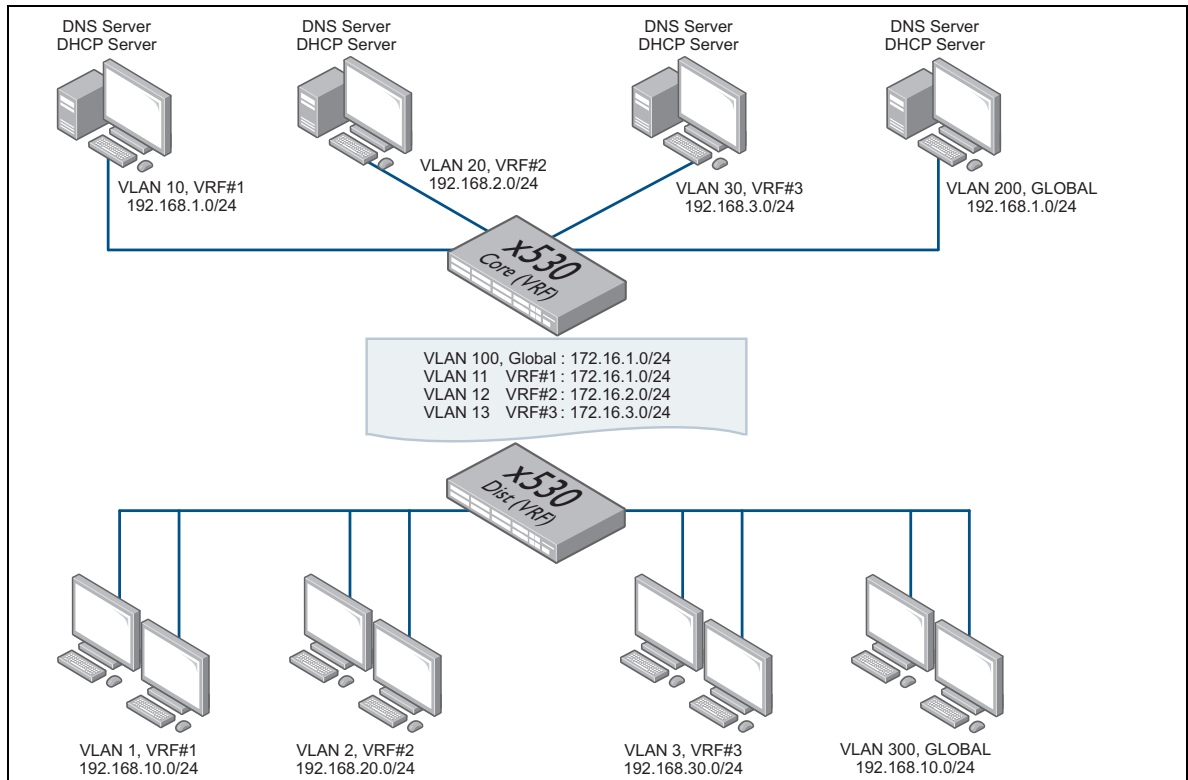 DNS Server
DHCP Server
DNS Server
DHCP Server
DNS Server
DHCP Server
DNS Server
DHCP Server
VLAN 10, VRF#1
192.168.1.0/24
VLAN 20, VRF#2
192.168.2.0/24
VLAN 30, VRF#3
192.168.3.0/24
VLAN 200, GLOBAL
192.168.1.0/24
x530
Core (VRF)
VLAN 100, Global : 172.16.1.0/24
VLAN 11 VRF#1 : 172.16.1.0/24
VLAN 12 VRF#2 : 172.16.2.0/24
VLAN 13 VRF#3 : 172.16.3.0/24
x530
Dist (VRF)
VLAN 1, VRF#1
192.168.10.0/24
VLAN 2, VRF#2
192.168.20.0/24
VLAN 3, VRF#3
192.168.30.0/24
VLAN 300, GLOBAL
192.168.10.0/24